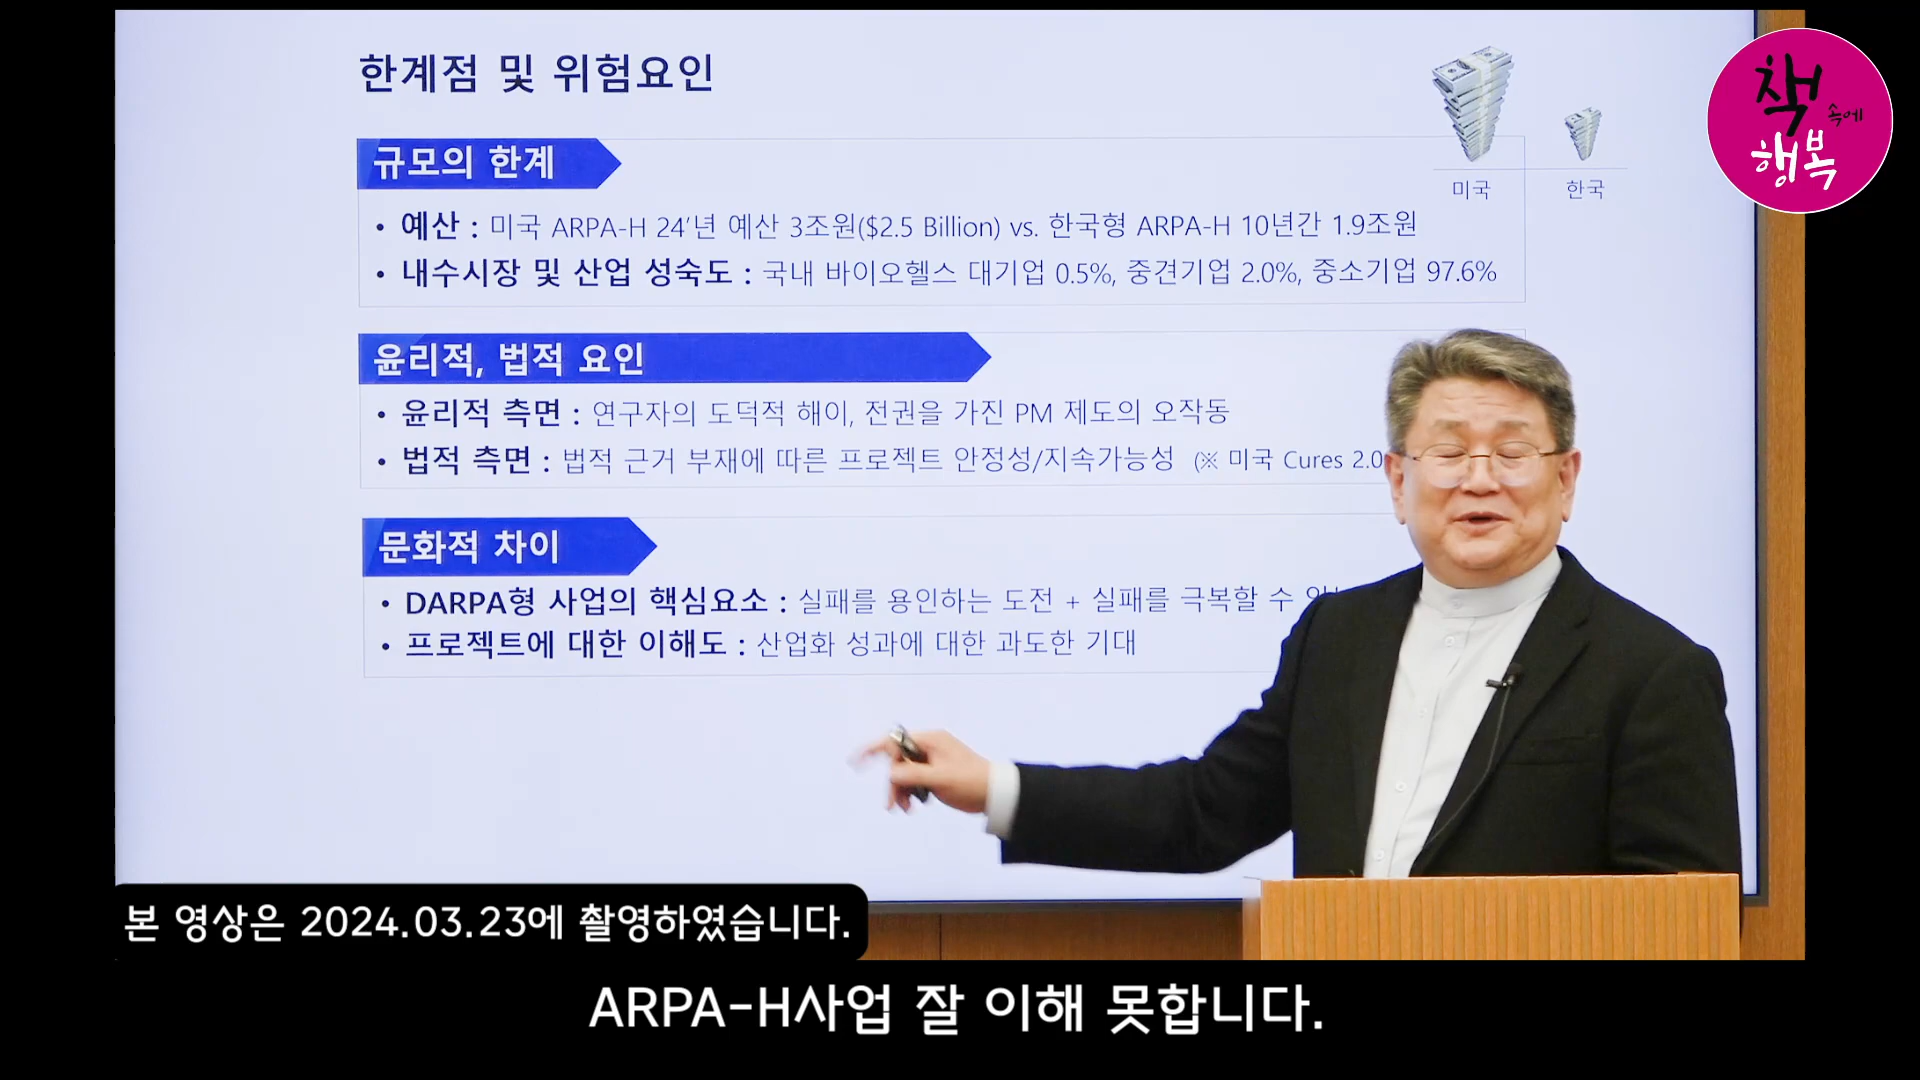 한계점 및 위험요인
미국
한국
책
속에
행복
규모의 한계
• 예산 : 미국 ARPA-H 24'년 예산 3조원($2.5 Billion) vs. 한국형 ARPA-H 10년간 1.9조원
• 내수시장 및 산업 성숙도 : 국내 바이오헬스 대기업 0.5%, 중견기업 2.0%, 중소기업 97.6%
윤리적, 법적 요인
• 윤리적 측면 : 연구자의 도덕적 해이, 전권을 가진 PM 제도의 오작동
• 법적 측면 : 법적 근거 부재에 따른 프로젝트 안정성/지속가능성 (※ 미국 Cures 2.0
문화적 차이
• DARPA형 사업의 핵심요소 : 실패를 용인하는 도전 + 실패를 극복할 수
• 프로젝트에 대한 이해도 : 산업화 성과에 대한 과도한 기대
본 영상은 2024.03.23에 촬영하였습니다.
ARPA-H사업 잘 이해 못합니다.